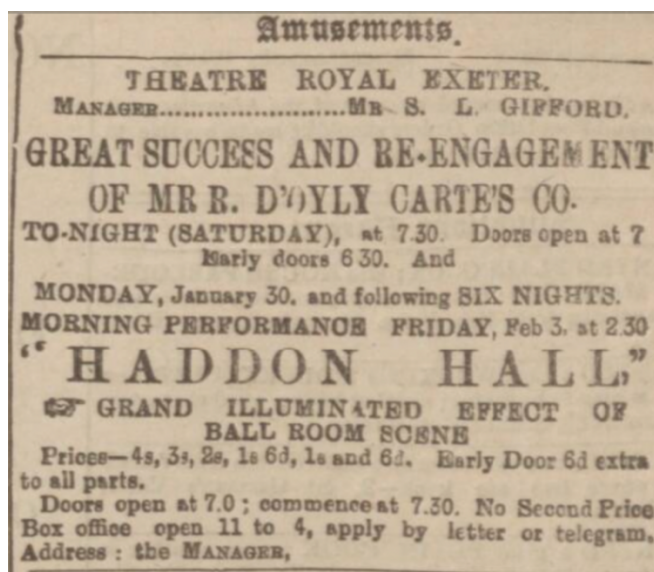 Amusements.
THEATRE ROYAL EXETER.
MANAGER.......................MR S. L. GIFFORD.
GREAT SUCCESS AND RE-ENGAGEMENT
OF MR R. D'OYLY CARTE'S CO.
TO-NIGHT (SATURDAY), at 7.30. Doors open at 7
Early doors 6 30. And
MONDAY, January 30. and following SIX NIGHTS.
MORNING PERFORMANCE FRIDAY, Feb 3. at 2.30
"HADDON HALL,"
☞ GRAND ILLUMINATED EFFECT OF
BALL ROOM SCENE
Prices—4s, 3s, 2s, 1s 6d, 1s and 6d. Early Door 6d extra
to all parts.
Doors open at 7.0 ; commence at 7.30. No Second Price
Box office open 11 to 4, apply by letter or telegram.
Address : the MANAGER,